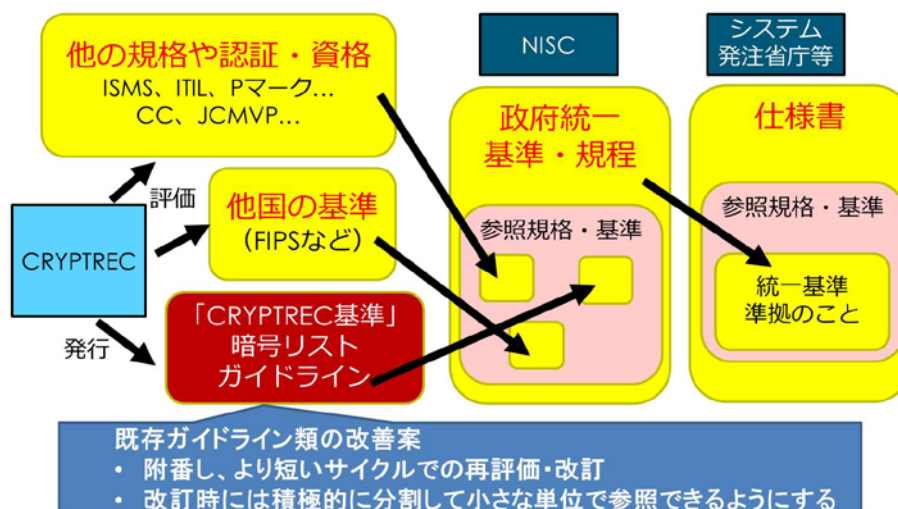 他の規格や認証・資格
ISMS、ITIL、Pマーク…
CC、JCMVP…
NISC
システム
発注省庁等
政府統一
基準・規程
仕様書
評価
他国の基準
（FIPSなど）
CRYPTREC
参照規格・基準
参照規格・基準
統一基準
準拠のこと
発行
「CRYPTREC基準」
暗号リスト
ガイドライン
既存ガイドライン類の改善案
• 附番し、より短いサイクルでの再評価・改訂
• 改訂時には積極的に分割して小さな単位で参照できるようにする